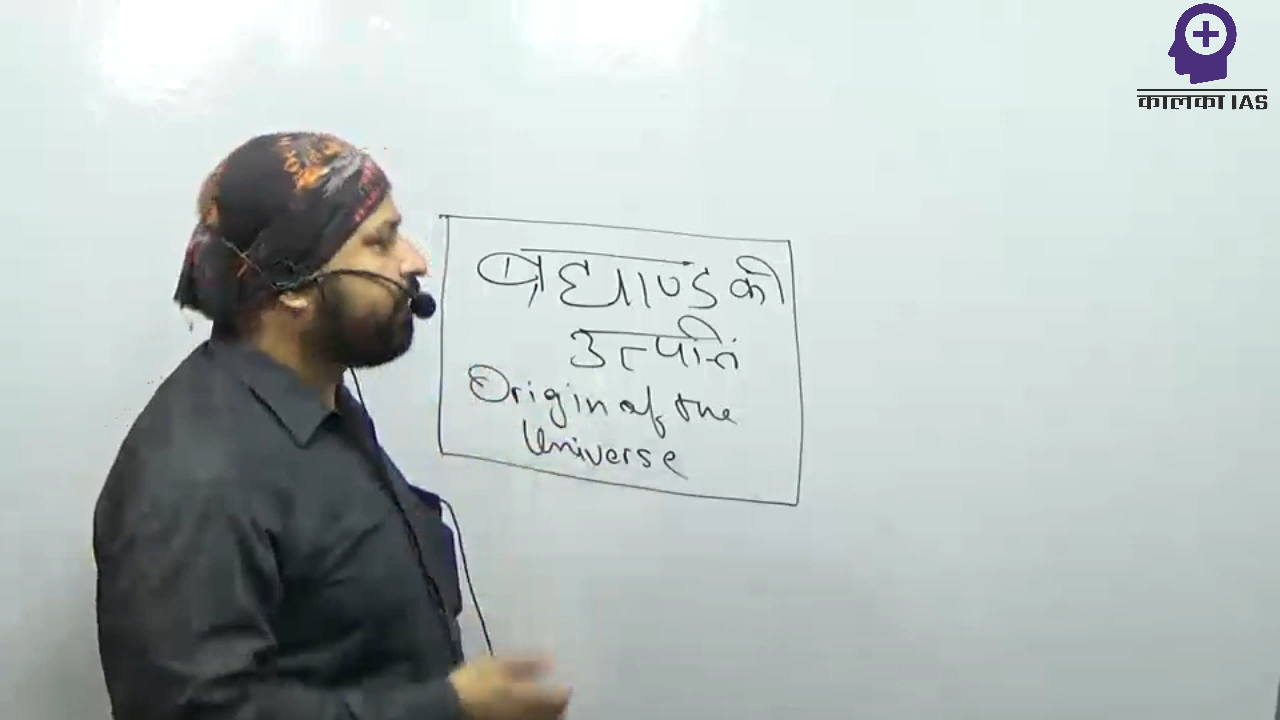 कालका IAS
ब्रह्माण्ड की
उत्पत्ति
Origin of the
Universe